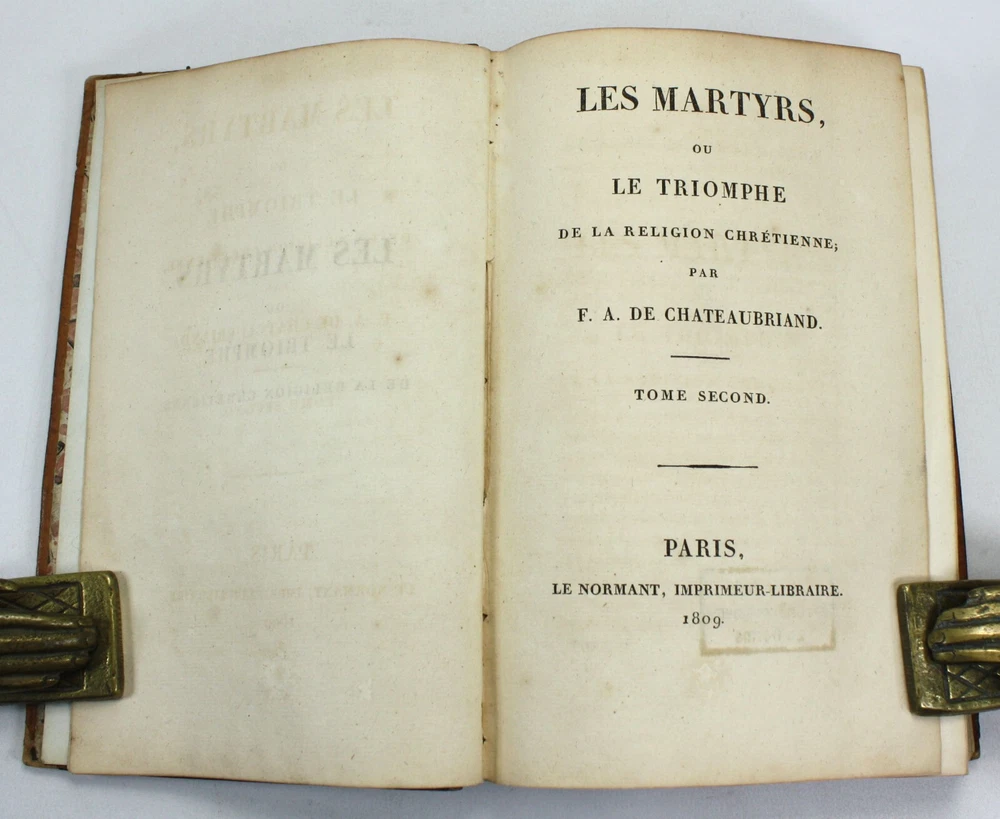 LES MARTYRS,
OU
LE TRIOMPHE
DE LA RELIGION CHRÉTIENNE;
PAR
F. A. DE CHATEAUBRIAND.
TOME SECOND.
PARIS,
LE NORMANT, IMPRIMEUR-LIBRAIRE.
1809.